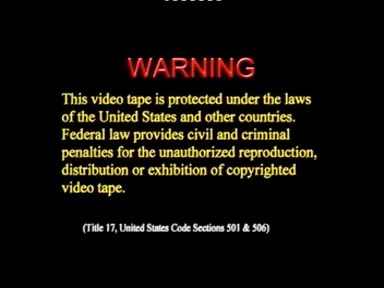 WARNING
This video tape is protected under the laws
of the United States and other countries.
Federal law provides civil and criminal
penalties for the unauthorized reproduction,
distribution or exhibition of copyrighted
video tape.
(Title 17, United States Code Sections 501 & 506)